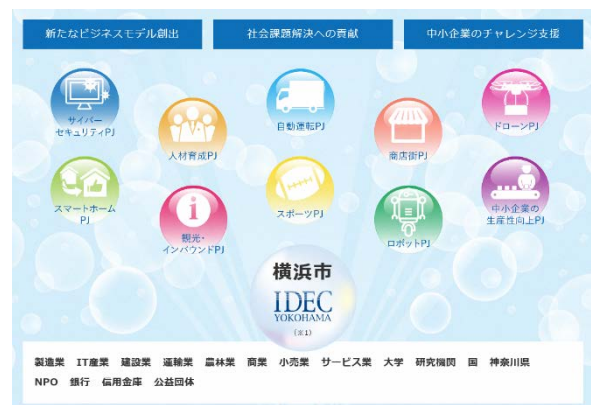 新たなビジネスモデル創出
社会課題解決への貢献
中小企業のチャレンジ支援
サイバー
セキュリティPJ
人材育成PJ
自動運転PJ
商店街PJ
ドローンPJ
スマートホーム
PJ
観光・
インバウンドPJ
スポーツPJ
ロボットPJ
中小企業の
生産性向上PJ
横浜市
IDEC
YOKOHAMA
(※1)
製造業 IT産業 建設業 運輸業 農林業 商業 小売業 サービス業 大学 研究機関 国 神奈川県
NPO 銀行 信用金庫 公益団体